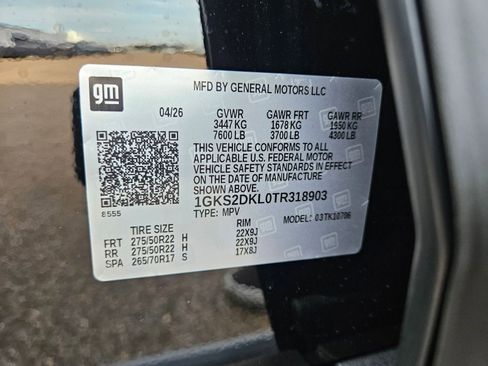 gm
MFD BY GENERAL MOTORS LLC
04/26 GVWR GAWR FRT GAWR RR
3447 KG 1678 KG 1950 KG
7600 LB 3700 LB 4300 LB
THIS VEHICLE CONFORMS TO ALL
APPLICABLE U.S. FEDERAL MOTOR
VEHICLE SAFETY STANDARDS IN EFFECT
ON THE DATE OF MANUFACTURE
SHOWN ABOVE.
1GKS2DKL0TR318903
8555 TYPE: MPV MODEL: 03TK10706
TIRE SIZE RIM
FRT 275/50R22 H 22X9J
RR 275/50R22 H 22X9J
SPA 265/70R17 S 17X8J